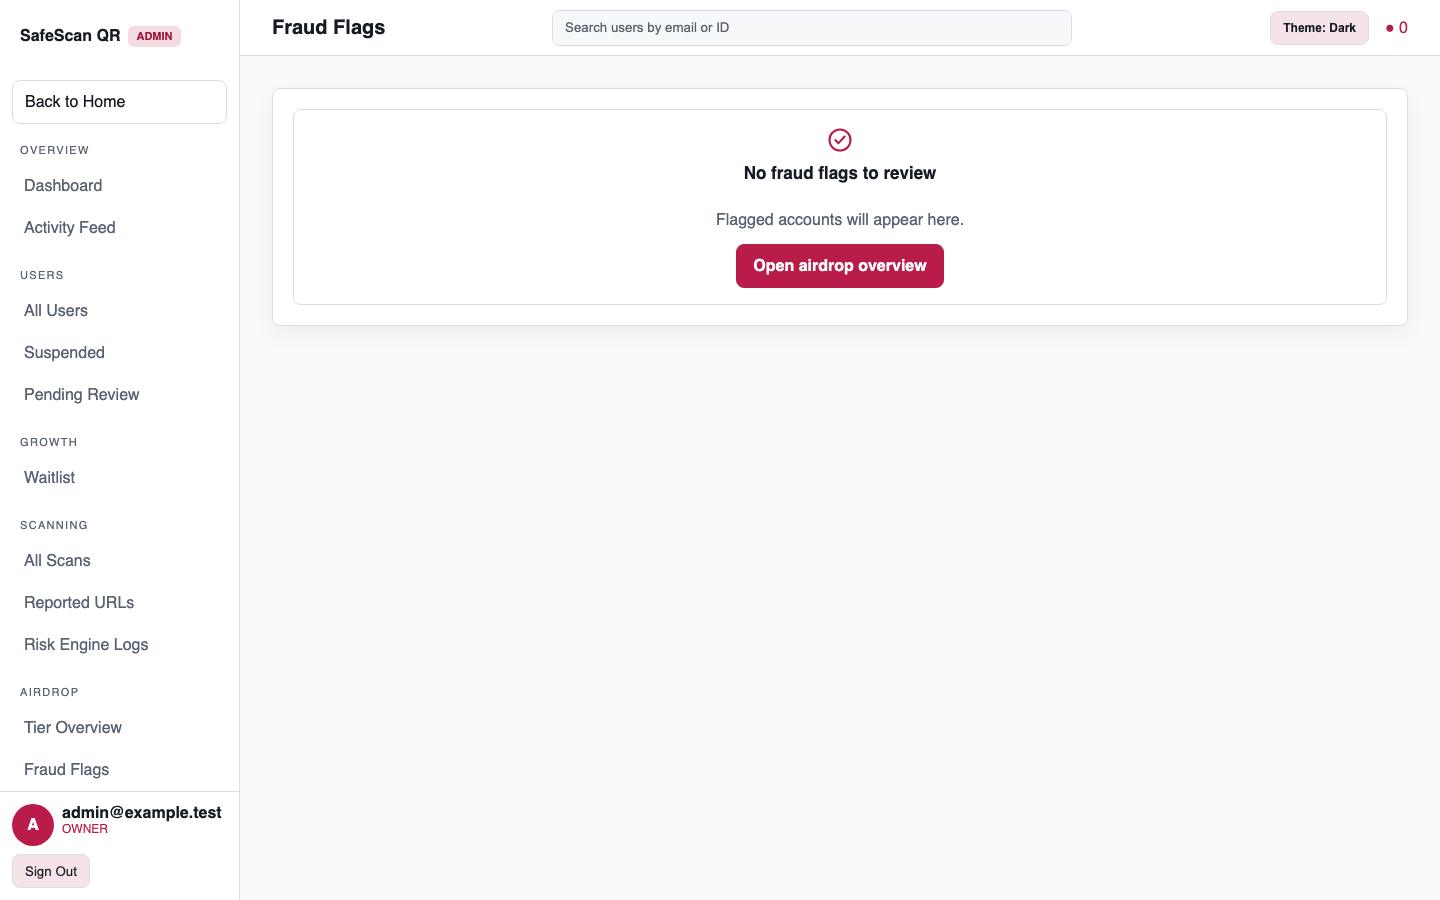 SafeScan QR ADMIN
Back to Home
OVERVIEW
Dashboard
Activity Feed
USERS
All Users
Suspended
Pending Review
GROWTH
Waitlist
SCANNING
All Scans
Reported URLs
Risk Engine Logs
AIRDROP
Tier Overview
Fraud Flags
A
admin@example.test
OWNER
Sign Out
Fraud Flags
Search users by email or ID
Theme: Dark
0
No fraud flags to review
Flagged accounts will appear here.
Open airdrop overview